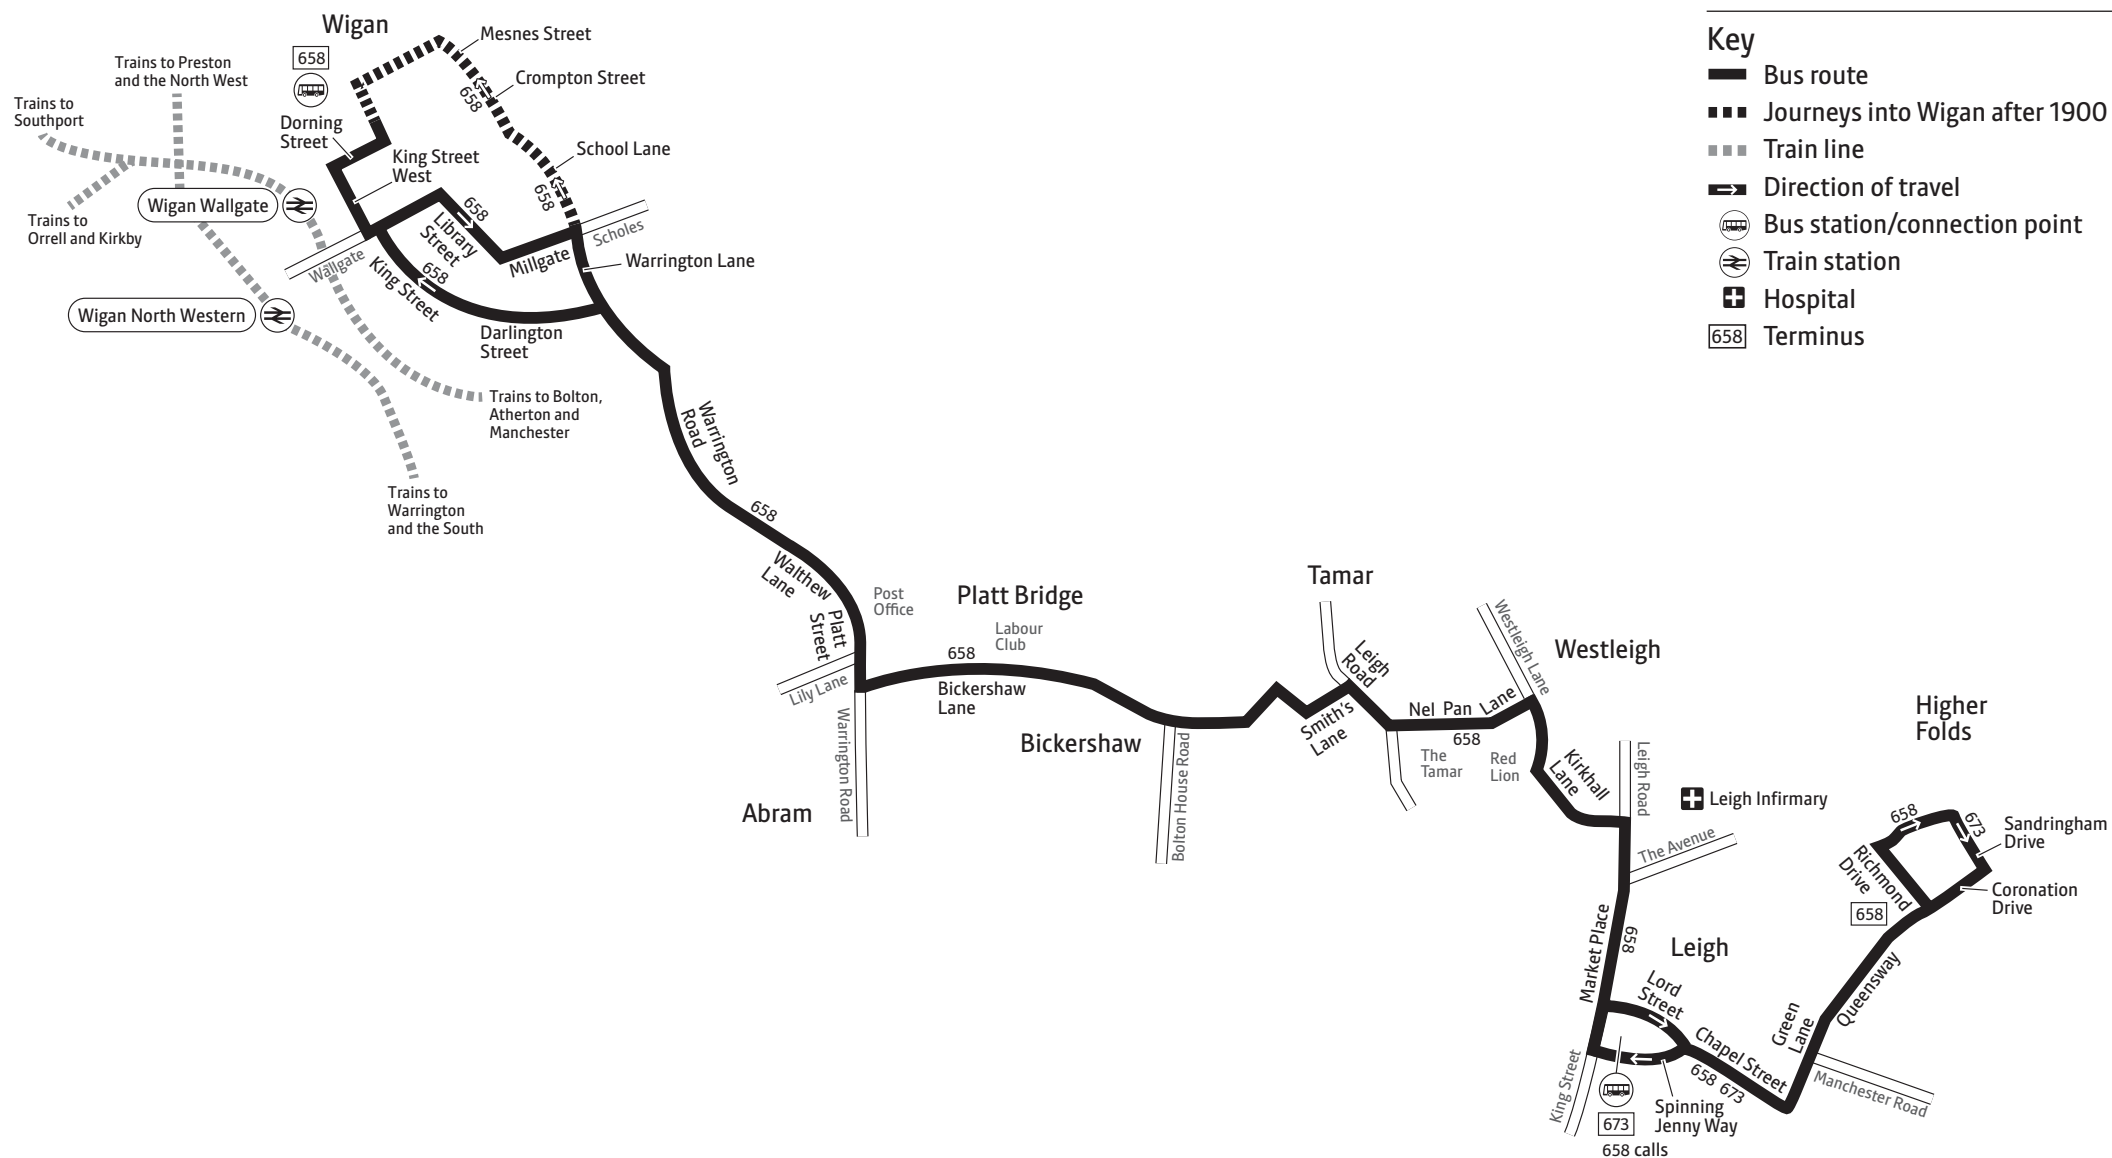 Wigan
658
Mesnes Street
Crompton Street
658
Trains to Preston
and the North West
Trains to
Southport
Dorning
Street
King Street
West
School Lane
658
Wigan Wallgate
Trains to
Orrell and Kirkby
658
Library
Street
Scholes
Millgate
Warrington Lane
Wallgate
King Street
658
Wigan North Western
Darlington
Street
Trains to Bolton,
Atherton and
Manchester
Trains to
Warrington
and the South
Warrington
Road
658
Walthew
Lane
Platt
Street
Post
Office
Platt Bridge
Labour
Club
658
Lily Lane
Bickershaw
Lane
Warrington Road
Abram
Bickershaw
Bolton House Road
Tamar
Leigh
Road
Smith's
Lane
Nel Pan Lane
658
The
Tamar
Red
Lion
Westleigh Lane
Westleigh
Kirkhall
Lane
Leigh Road
Leigh Infirmary
The Avenue
Market Place
658
Leigh
Lord
Street
Chapel Street
658 673
King Street
673
658 calls
Spinning
Jenny Way
Green
Lane
Manchester Road
Queensway
Higher
Folds
658
673
Sandringham
Drive
Richmond
Drive
658
Coronation
Drive
Key
Bus route
Journeys into Wigan after 1900
Train line
Direction of travel
Bus station/connection point
Train station
Hospital
658 Terminus